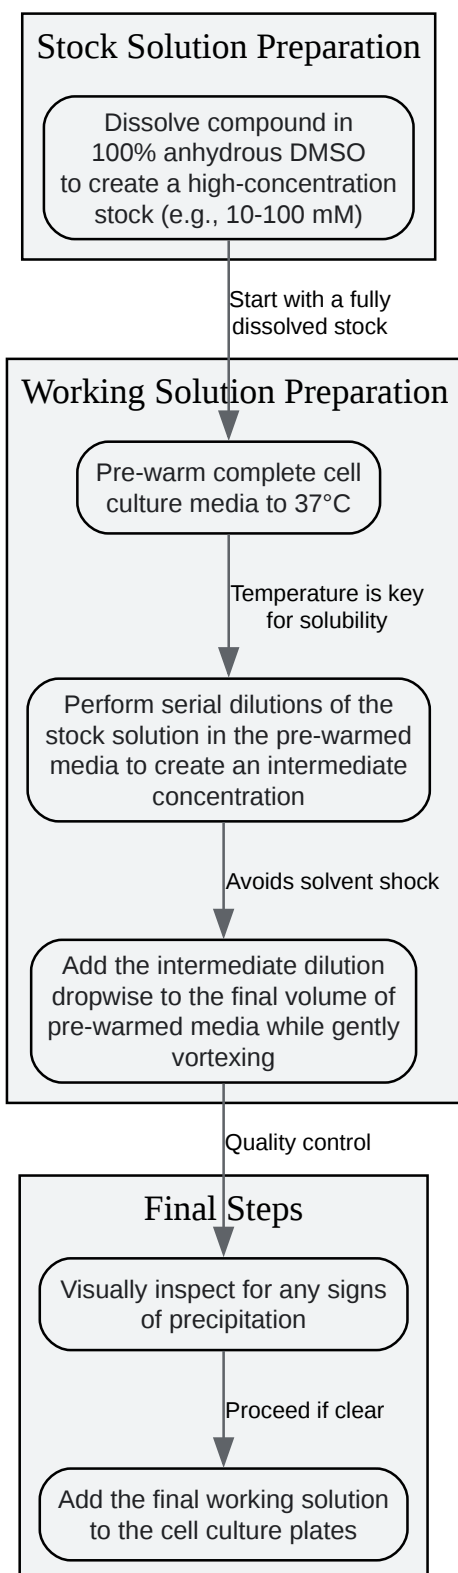 Stock Solution Preparation
Dissolve compound in
100% anhydrous DMSO
to create a high-concentration
stock (e.g., 10-100 mM)
Start with a fully
dissolved stock
Working Solution Preparation
Pre-warm complete cell
culture media to 37°C
Temperature is key
for solubility
Perform serial dilutions of the
stock solution in the pre-warmed
media to create an intermediate
concentration
Avoids solvent shock
Add the intermediate dilution
dropwise to the final volume of
pre-warmed media while gently
vortexing
Quality control
Final Steps
Visually inspect for any signs
of precipitation
Proceed if clear
Add the final working solution
to the cell culture plates